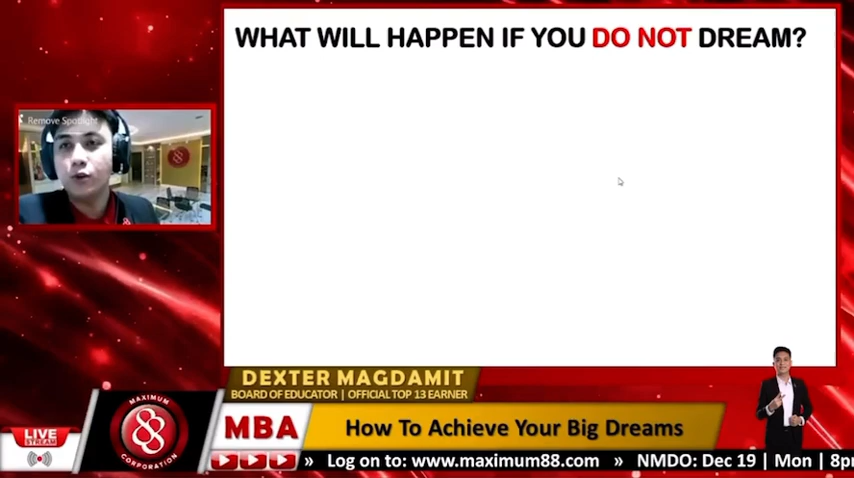 WHAT WILL HAPPEN IF YOU DO NOT DREAM?
Remove Spotlight
88
DEXTER MAGDAMIT
BOARD OF EDUCATOR | OFFICIAL TOP 13 EARNER
MAXIMUM
88
CORPORATION
LIVE
STREAM
MBA
How To Achieve Your Big Dreams
» Log on to: www.maximum88.com » NMDO: Dec 19 | Mon | 8pm